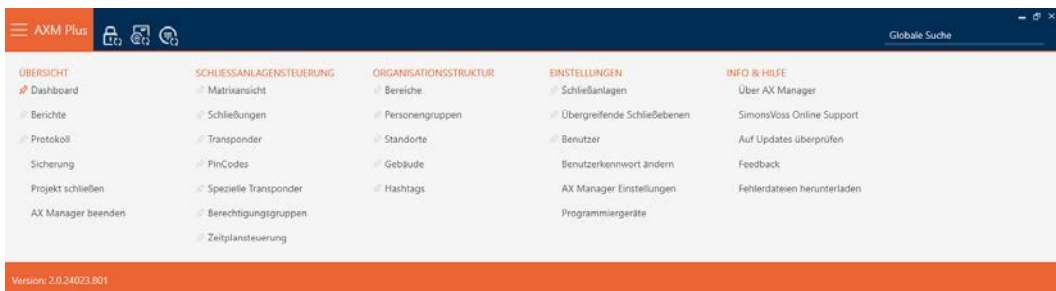 AXM Plus
Globale Suche
ÜBERSICHT
Dashboard
Berichte
Protokoll
Sicherung
Projekt schließen
AX Manager beenden
SCHLIESSANLAGENSTEUERUNG
Matrixansicht
Schließungen
Transponder
PinCodes
Spezielle Transponder
Berechtigungsgruppen
Zeitplansteuerung
ORGANISATIONSSTRUKTUR
Bereiche
Personengruppen
Standorte
Gebäude
Hashtags
EINSTELLUNGEN
Schließanlagen
Übergreifende Schließebenen
Benutzer
Benutzerkennwort ändern
AX Manager Einstellungen
Programmiergeräte
INFO & HILFE
Über AX Manager
SimonsVoss Online Support
Auf Updates überprüfen
Feedback
Fehlerdateien herunterladen
Version: 2.0.24023.801